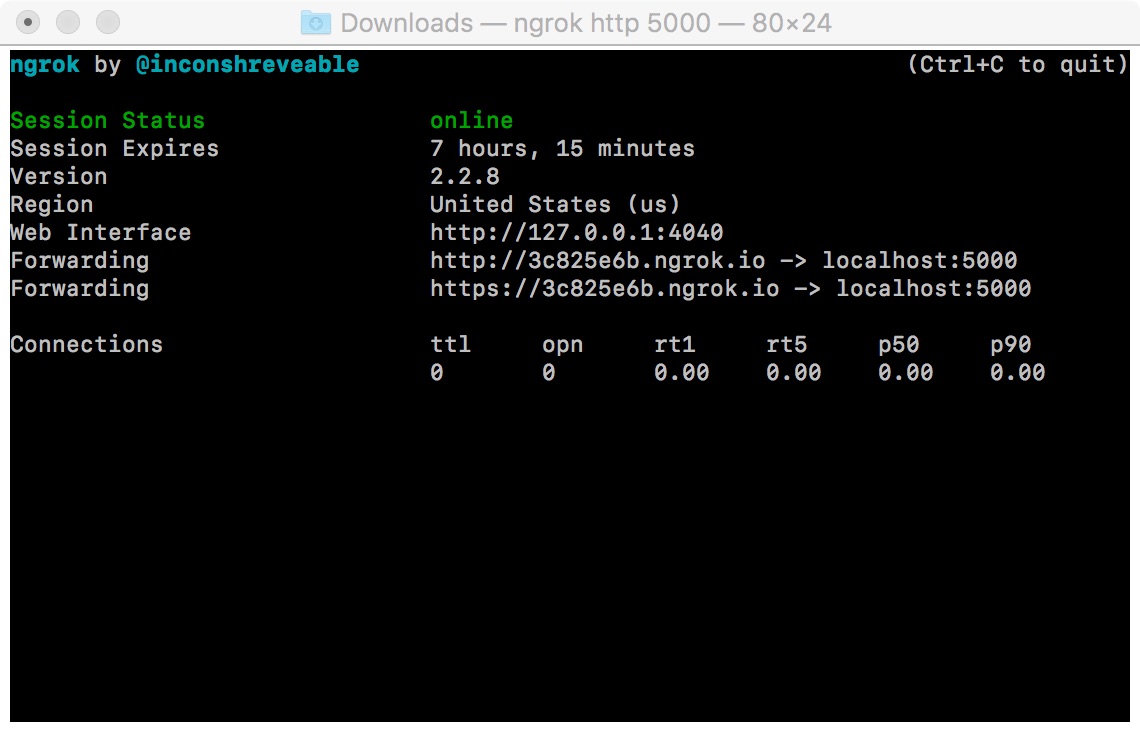 Downloads — ngrok http 5000 — 80×24
ngrok by @inconshreveable (Ctrl+C to quit)
Session Status online
Session Expires 7 hours, 15 minutes
Version 2.2.8
Region United States (us)
Web Interface http://127.0.0.1:4040
Forwarding http://3c825e6b.ngrok.io -> localhost:5000
Forwarding https://3c825e6b.ngrok.io -> localhost:5000
Connections ttl opn rt1 rt5 p50 p90
0 0 0.00 0.00 0.00 0.00